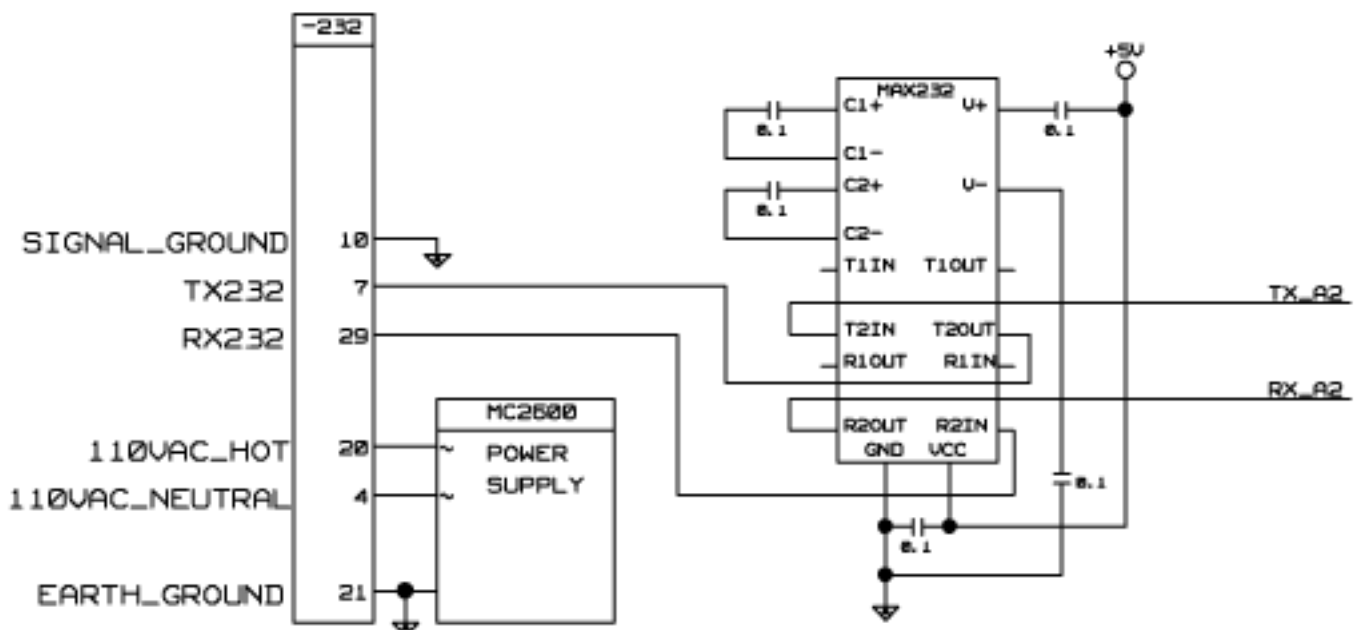 -232
+5V
MAX232
C1+ V+
0.1 0.1
C1-
C2+ V-
0.1
C2-
SIGNAL_GROUND 10
T1IN T1OUT
TX232 7
TX_A2
RX232 29
T2IN T2OUT
R1OUT R1IN
RX_A2
MC2600
R2OUT R2IN
110VAC_HOT 20 ~ POWER
GND VCC
SUPPLY
0.1
110VAC_NEUTRAL 4 ~
0.1
EARTH_GROUND 21